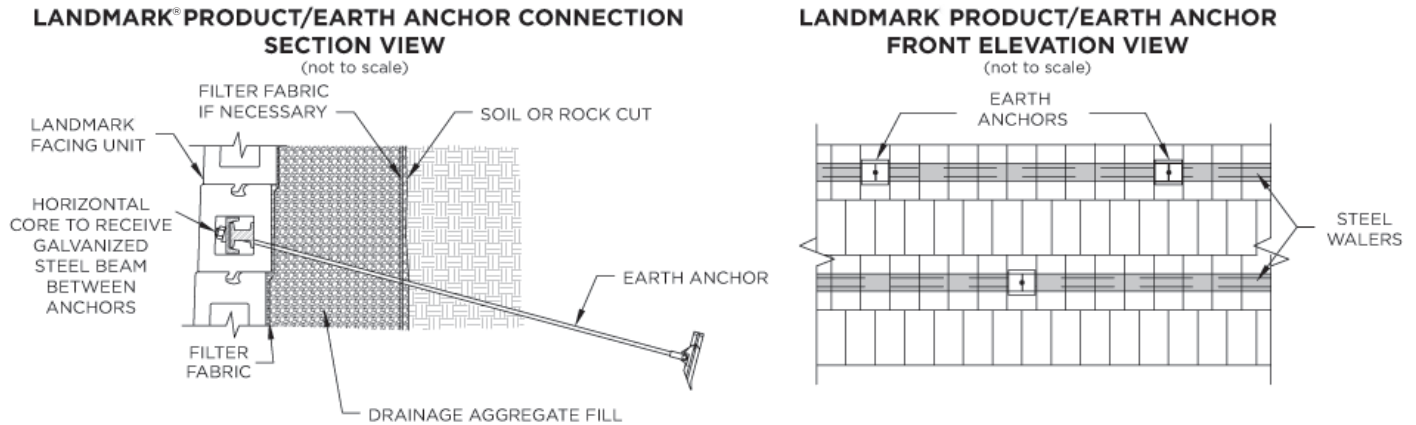 LANDMARK® PRODUCT/EARTH ANCHOR CONNECTION
SECTION VIEW
(not to scale)
FILTER FABRIC
IF NECESSARY
SOIL OR ROCK CUT
LANDMARK
FACING UNIT
HORIZONTAL
CORE TO RECEIVE
GALVANIZED
STEEL BEAM
BETWEEN
ANCHORS
EARTH ANCHOR
FILTER
FABRIC
DRAINAGE AGGREGATE FILL
LANDMARK PRODUCT/EARTH ANCHOR
FRONT ELEVATION VIEW
(not to scale)
EARTH
ANCHORS
STEEL
WALERS